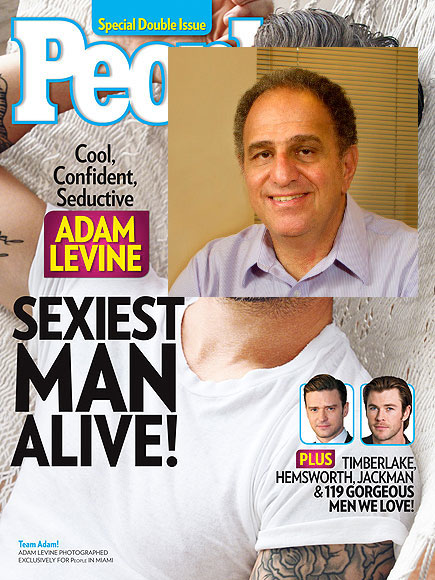 Special Double Issue
Peop
Cool,
Confident,
Seductive
ADAM
LEVINE
SEXIEST
MAN
ALIVE!
PLUS TIMBERLAKE,
HEMSWORTH, JACKMAN
& 119 GORGEOUS
MEN WE LOVE!
Team Adam!
ADAM LEVINE PHOTOGRAPHED
EXCLUSIVELY FOR PEOPLE IN MIAMI